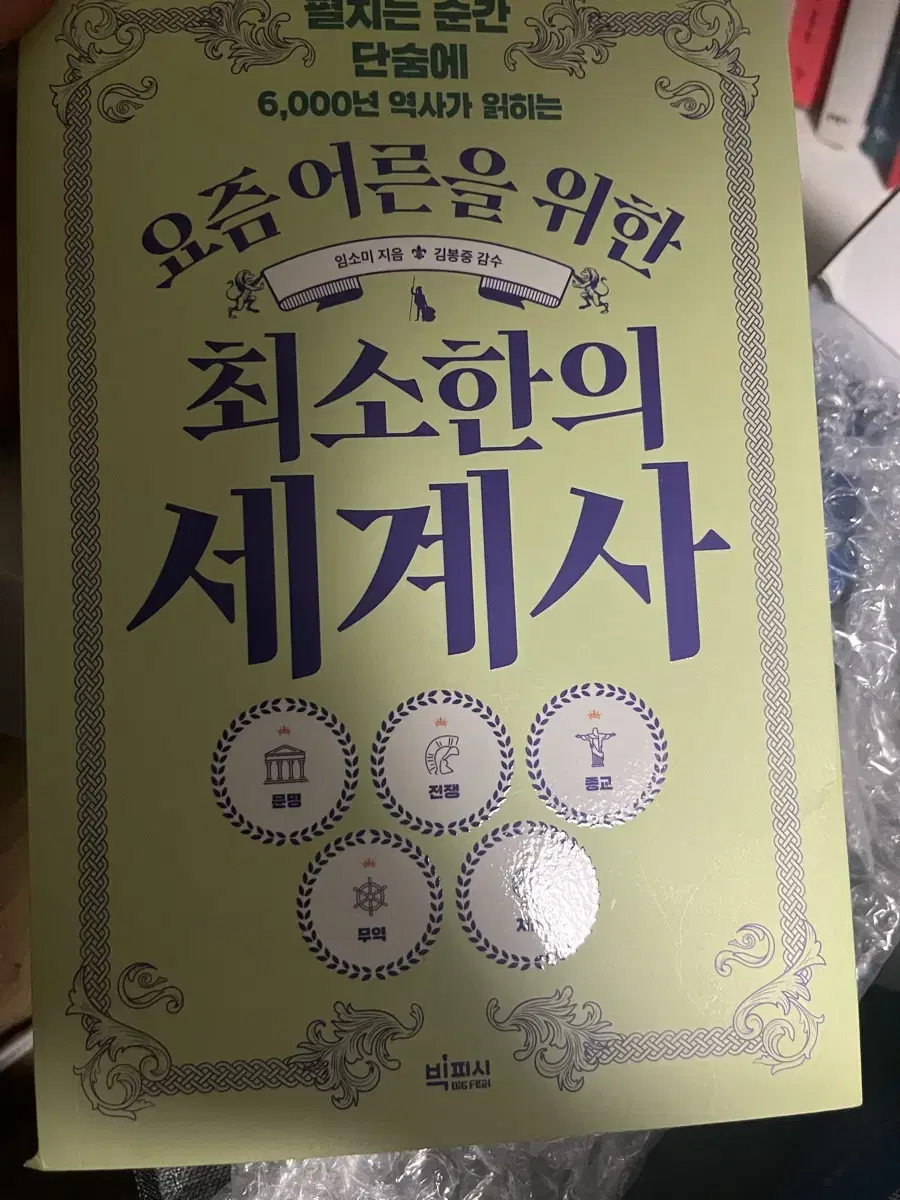 펼치는 순간
단숨에
6,000년 역사가 읽히는
요즘 어른을 위한
임소미 지음 김봉중 감수
최소한의
세계사
문명
전쟁
종교
무역
빅피시
BIG FISH